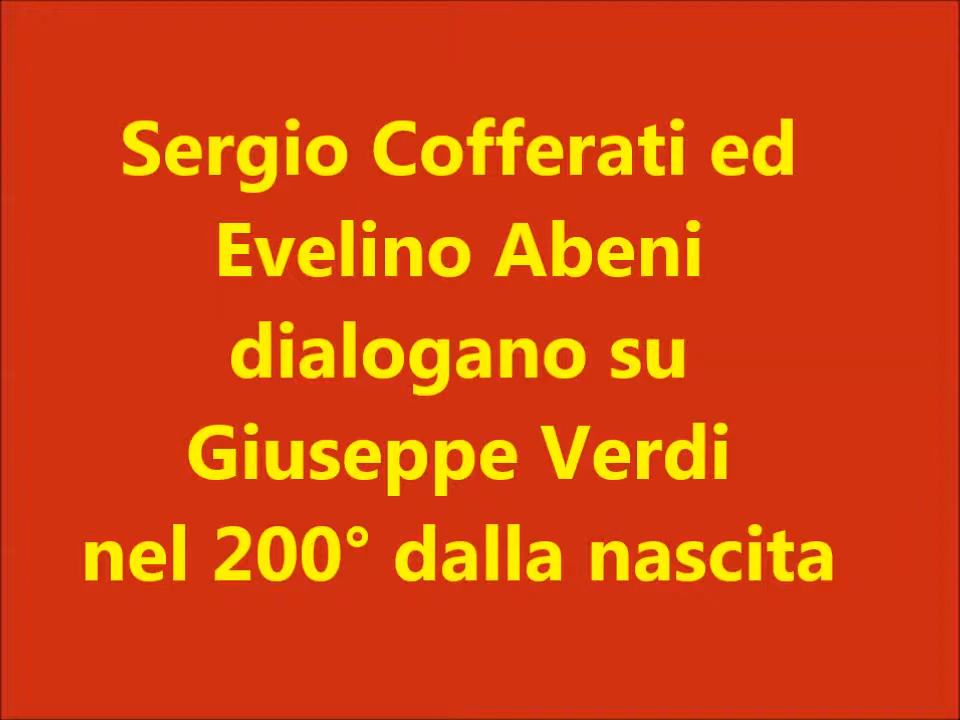 Sergio Cofferati ed
Evelino Abeni
dialogano su
Giuseppe Verdi
nel 200° dalla nascita